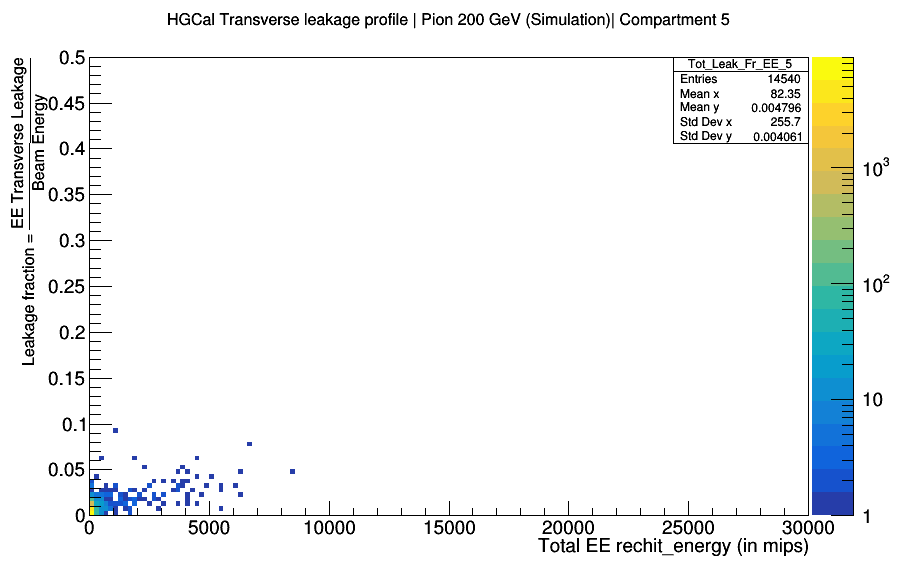 HGCal Transverse leakage profile | Pion 200 GeV (Simulation)| Compartment 5
Leakage fraction = EE Transverse Leakage
Beam Energy
0.5
0.45
0.4
0.35
0.3
0.25
0.2
0.15
0.1
0.05
0
Tot_Leak_Fr_EE_5
Entries 14540
Mean x 82.35
Mean y 0.004796
Std Dev x 255.7
Std Dev y 0.004061
10³
10²
10
1
0 5000 10000 15000 20000 25000 30000
Total EE rechit_energy (in mips)